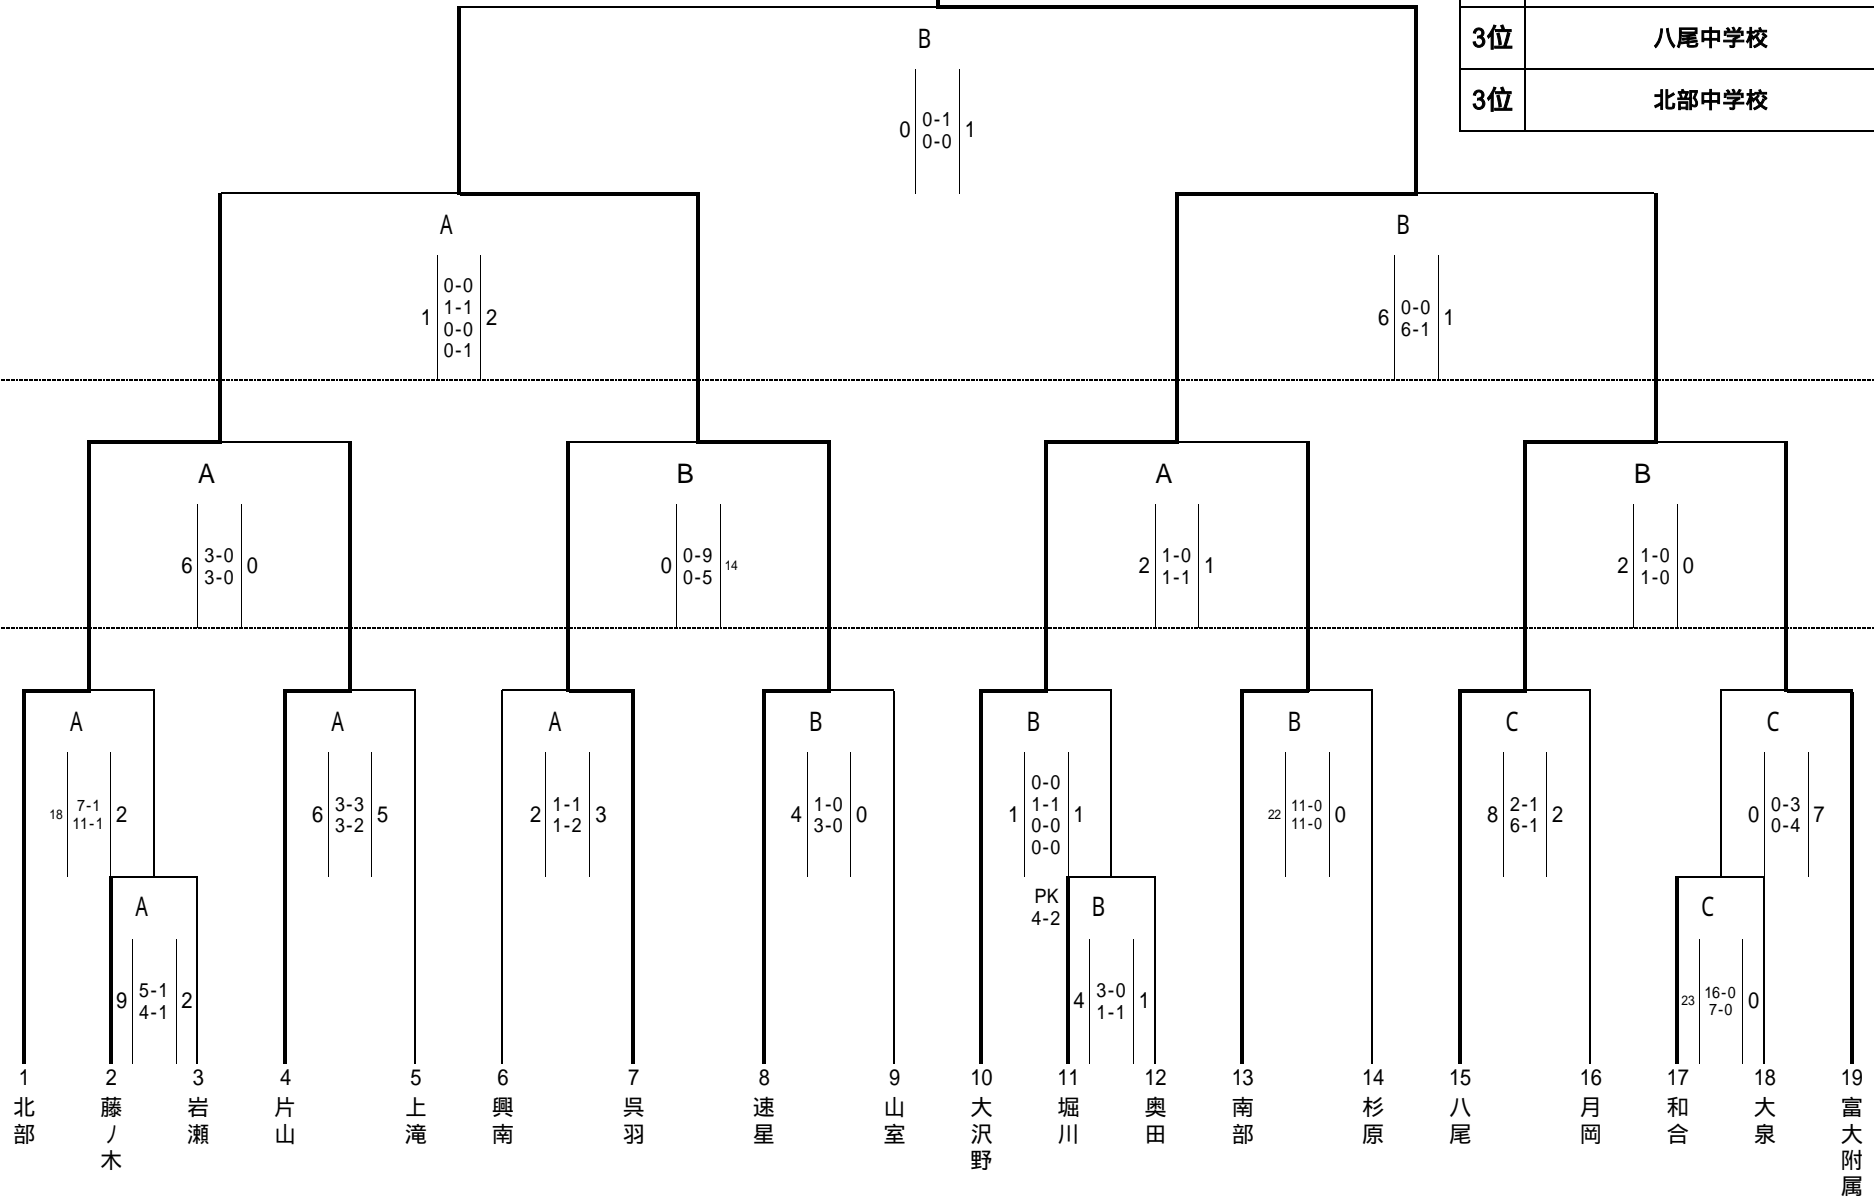 3位 八尾中学校
3位 北部中学校
B
0 0-1 1
0-0
A
0-0
1-1
1 2
0-0
0-1
B
6 0-0 1
6-1
A
6 3-0 0
3-0
B
0 0-9 14
0-5
A
2 1-0 1
1-1
B
2 1-0 0
1-0
A
18 7-1 2
11-1
A
6 3-3 5
3-2
A
2 1-1 3
1-2
B
4 1-0 0
3-0
B
0-0
1-1
1 1
0-0
0-0
PK
4-2
B
22 11-0 0
11-0
C
8 2-1 2
6-1
C
0 0-3 7
0-4
A
9 5-1 2
4-1
B
4 3-0 1
1-1
C
23 16-0 0
7-0
1 北部
2 藤ノ木
3 岩瀬
4 片山
5 上滝
6 興南
7 呉羽
8 速星
9 山室
10 大沢野
11 堀川
12 奥田
13 南部
14 杉原
15 八尾
16 月岡
17 和合
18 大泉
19 富大附属